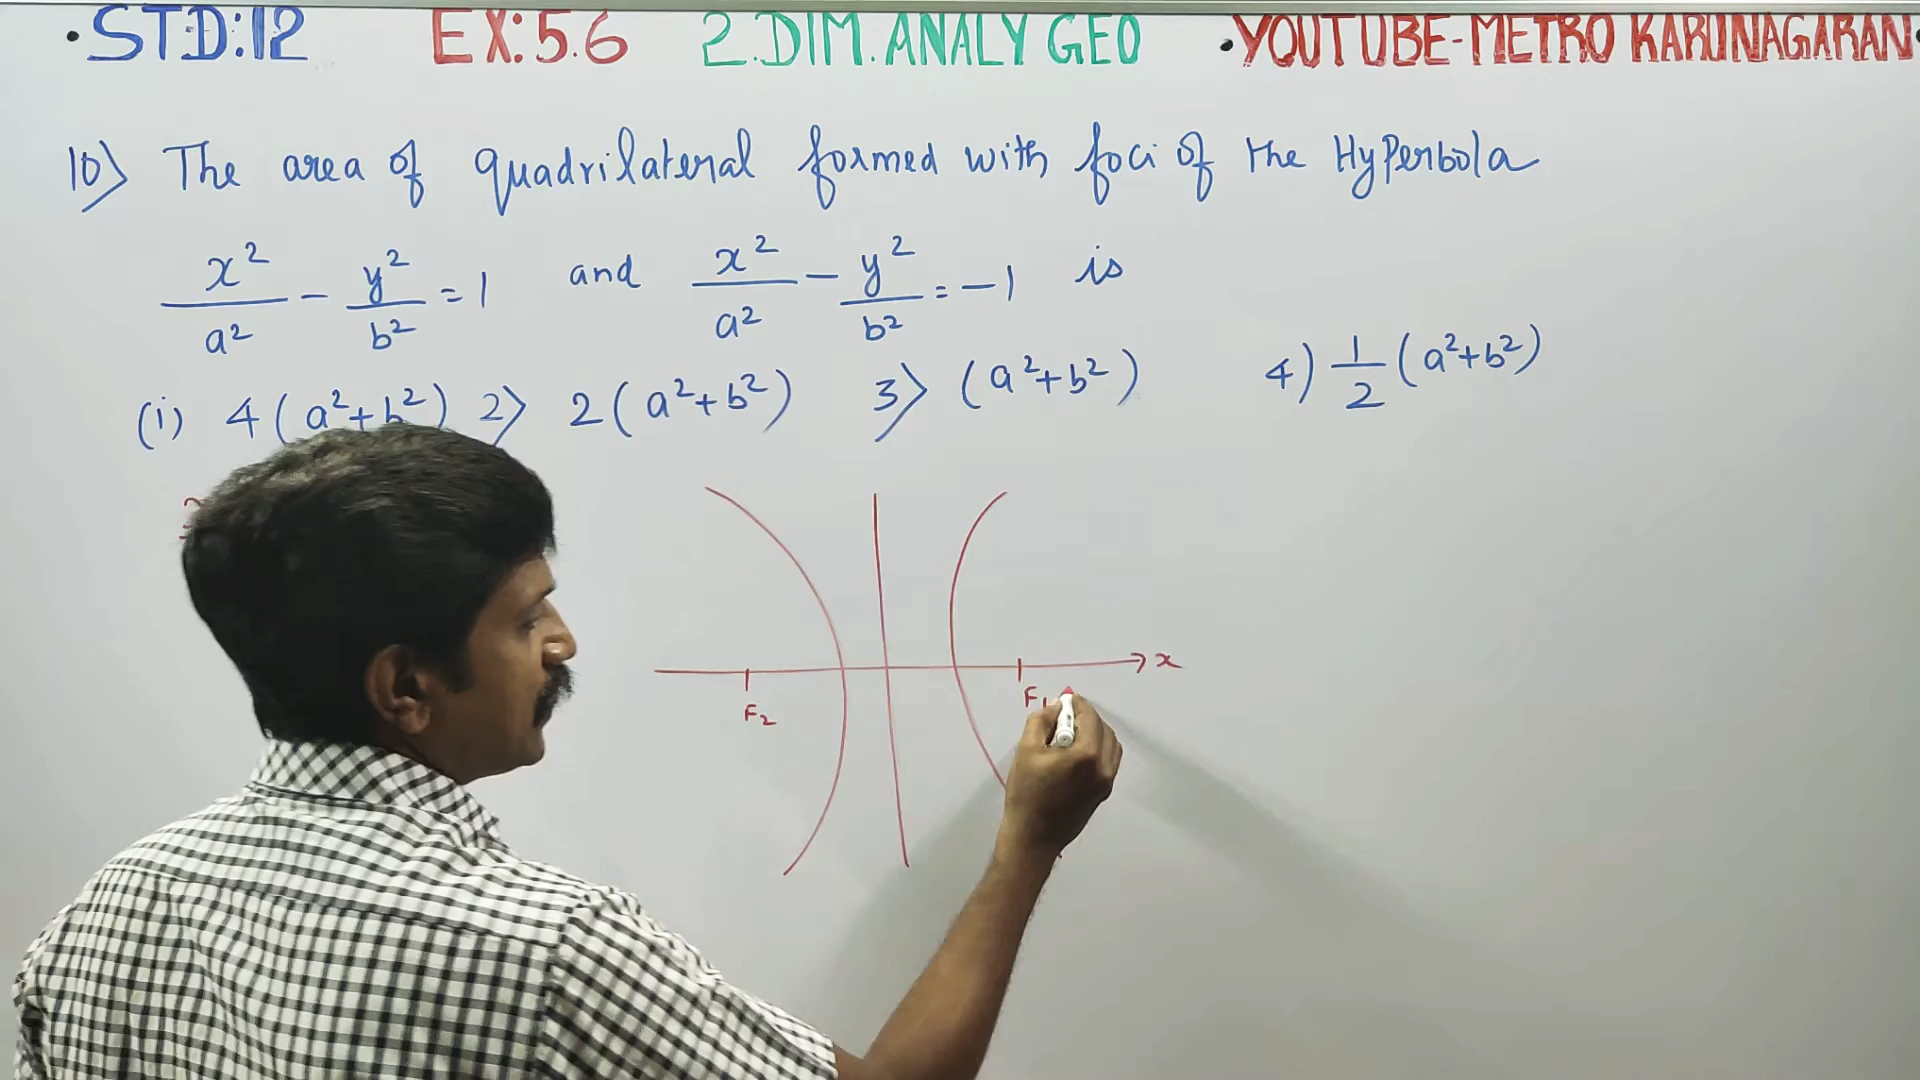 ·STD:12 EX:5.6 2.DIM.ANALY GEO ·YOUTUBE-METRO KARUNAGARAN·
10) The area of quadrilateral formed with foci of the Hyperbola
x²/a² - y²/b² = 1 and x²/a² - y²/b² = -1 is
(i) 4(a²+b²) 2) 2(a²+b²) 3) (a²+b²) 4) 1/2 (a²+b²)
x
F₂ F₁